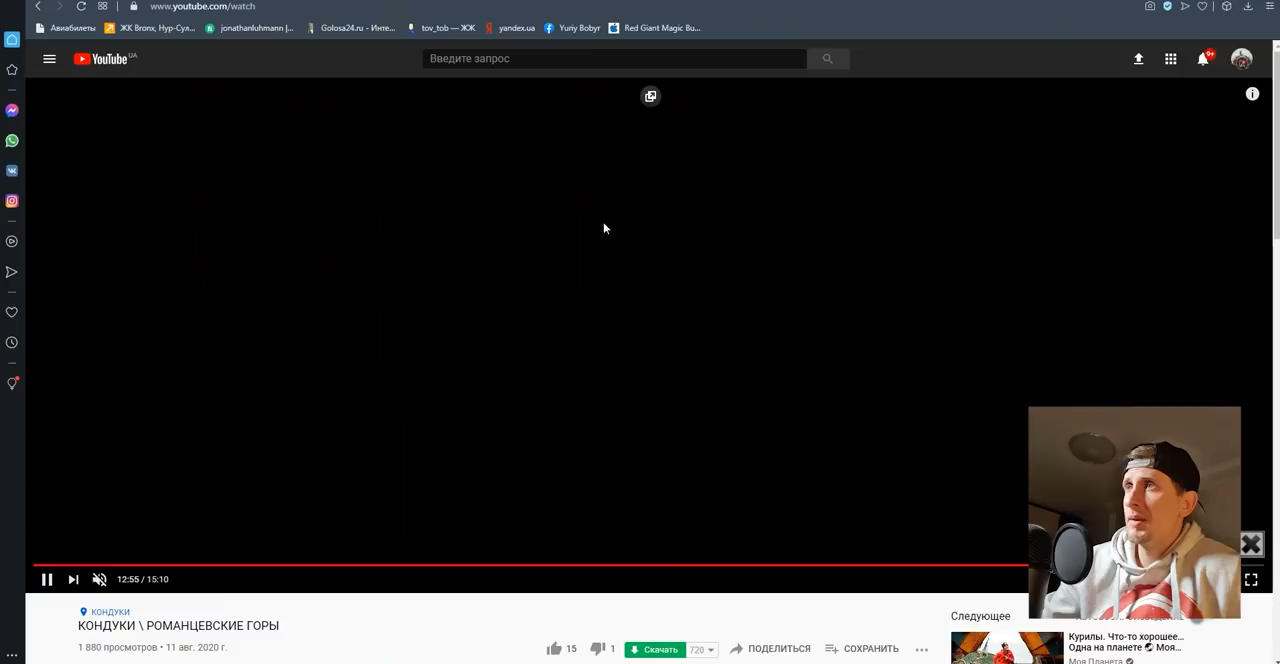 www.youtube.com/watch
Авиабилеты ЖК Bronx, Нур-Сул... jonathanluhmann |... Golosa24.ru - Инте... tov_tob — ЖЖ yandex.ua Yuriy Bobyr Red Giant Magic Bu...
YouTube UA
Введите запрос
9+
12:55 / 15:10
КОНДУКИ
КОНДУКИ \ РОМАНЦЕВСКИЕ ГОРЫ
1 880 просмотров • 11 авг. 2020 г.
15 1 Скачать 720 ПОДЕЛИТЬСЯ СОХРАНИТЬ
Следующее
Курилы. Что-то хорошее...
Одна на планете Моя...
Моя Планета